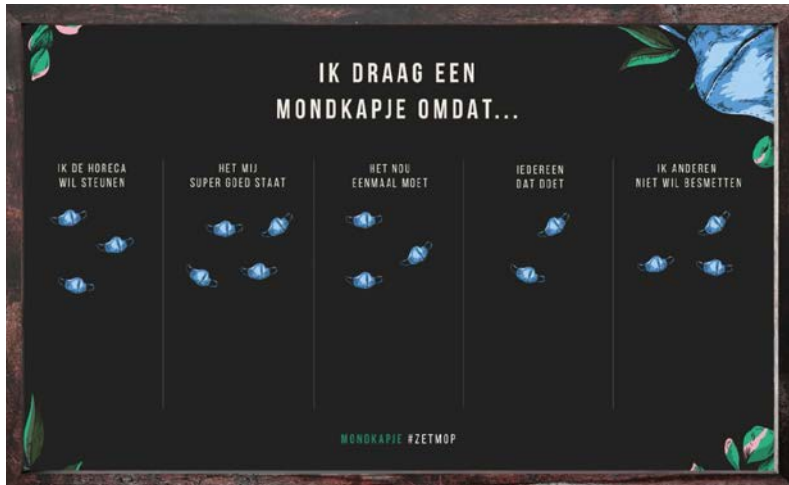 IK DRAAG EEN
MONDKAPJE OMDAT...
IK DE HORECA
WIL STEUNEN
HET MIJ
SUPER GOED STAAT
HET NOU
EENMAAL MOET
IEDEREEN
DAT DOET
IK ANDEREN
NIET WIL BESMETTEN
MONDKAPJE #ZETMOP